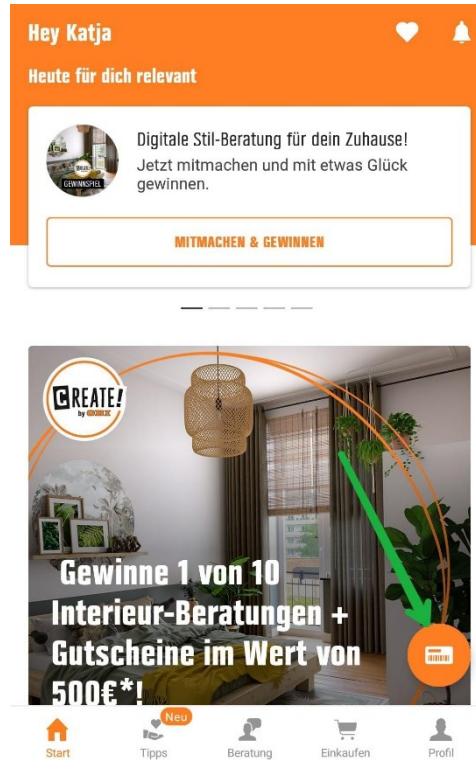 Hey Katja
Heute für dich relevant
Digitale Stil-Beratung für dein Zuhause!
Jetzt mitmachen und mit etwas Glück
gewinnen.
GEWINNSPIEL
MITMACHEN & GEWINNEN
CREATE!
by OBI
Gewinne 1 von 10
Interieur-Beratungen +
Gutscheine im Wert von
500€*!
Start
Neu
Tipps
Beratung
Einkaufen
Profil